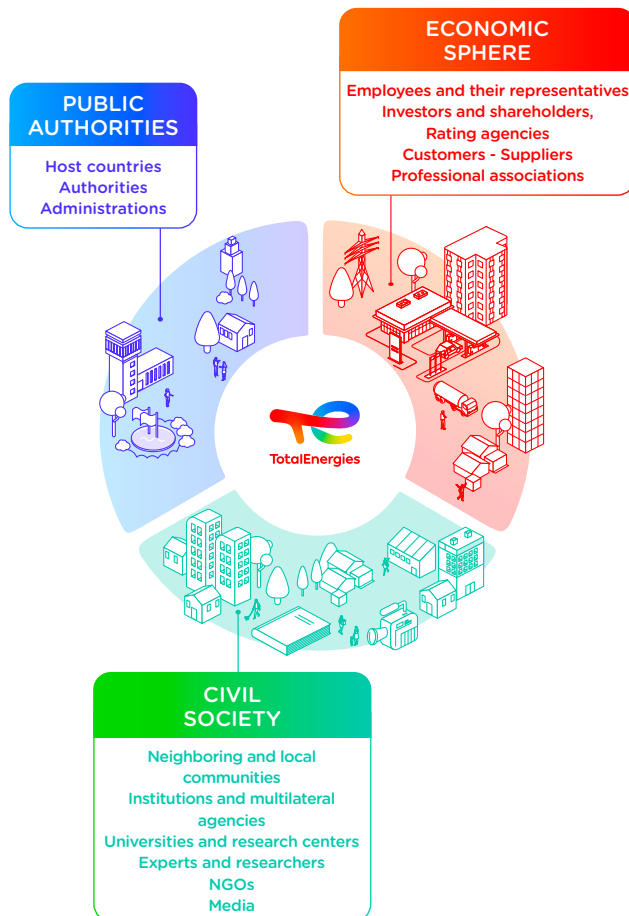 ECONOMIC
SPHERE
Employees and their representatives
Investors and shareholders,
Rating agencies
Customers - Suppliers
Professional associations
PUBLIC
AUTHORITIES
Host countries
Authorities
Administrations
TotalEnergies
CIVIL
SOCIETY
Neighboring and local
communities
Institutions and multilateral
agencies
Universities and research centers
Experts and researchers
NGOs
Media